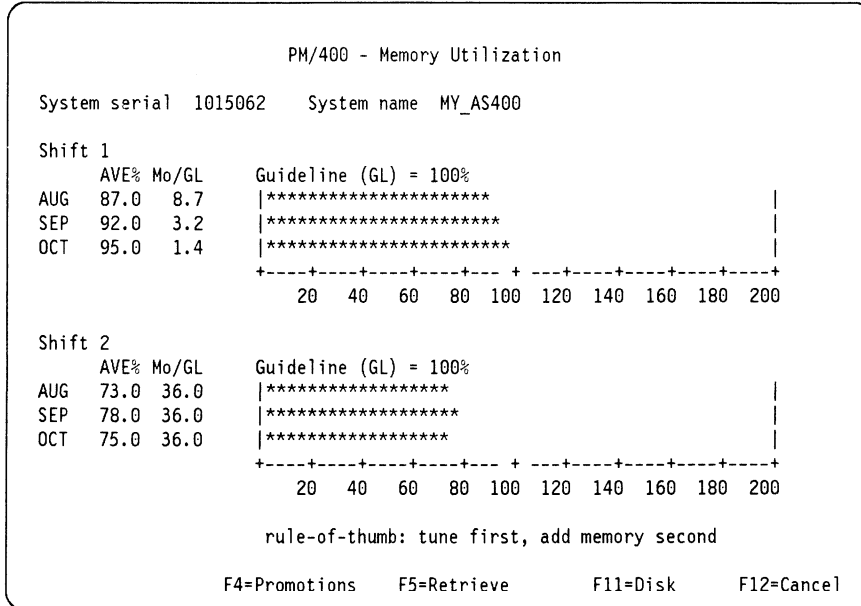 PM/400 - Memory Utilization
System serial 1015062 System name MY_AS400
Shift 1
AVE% Mo/GL Guideline (GL) = 100%
AUG 87.0 8.7 |********************** |
SEP 92.0 3.2 |*********************** |
OCT 95.0 1.4 |************************ |
+----+----+----+----+--- + ---+----+----+----+----+
20 40 60 80 100 120 140 160 180 200
Shift 2
AVE% Mo/GL Guideline (GL) = 100%
AUG 73.0 36.0 |****************** |
SEP 78.0 36.0 |******************* |
OCT 75.0 36.0 |****************** |
+----+----+----+----+--- + ---+----+----+----+----+
20 40 60 80 100 120 140 160 180 200
rule-of-thumb: tune first, add memory second
F4=Promotions F5=Retrieve F11=Disk F12=Cancel